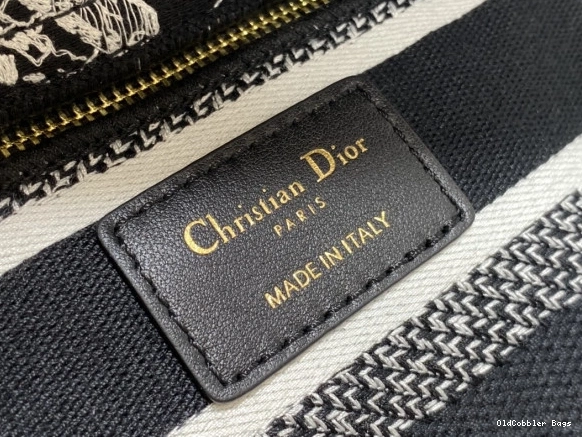 Christian Dior
PARIS
MADE IN ITALY
OldCobbler Bags